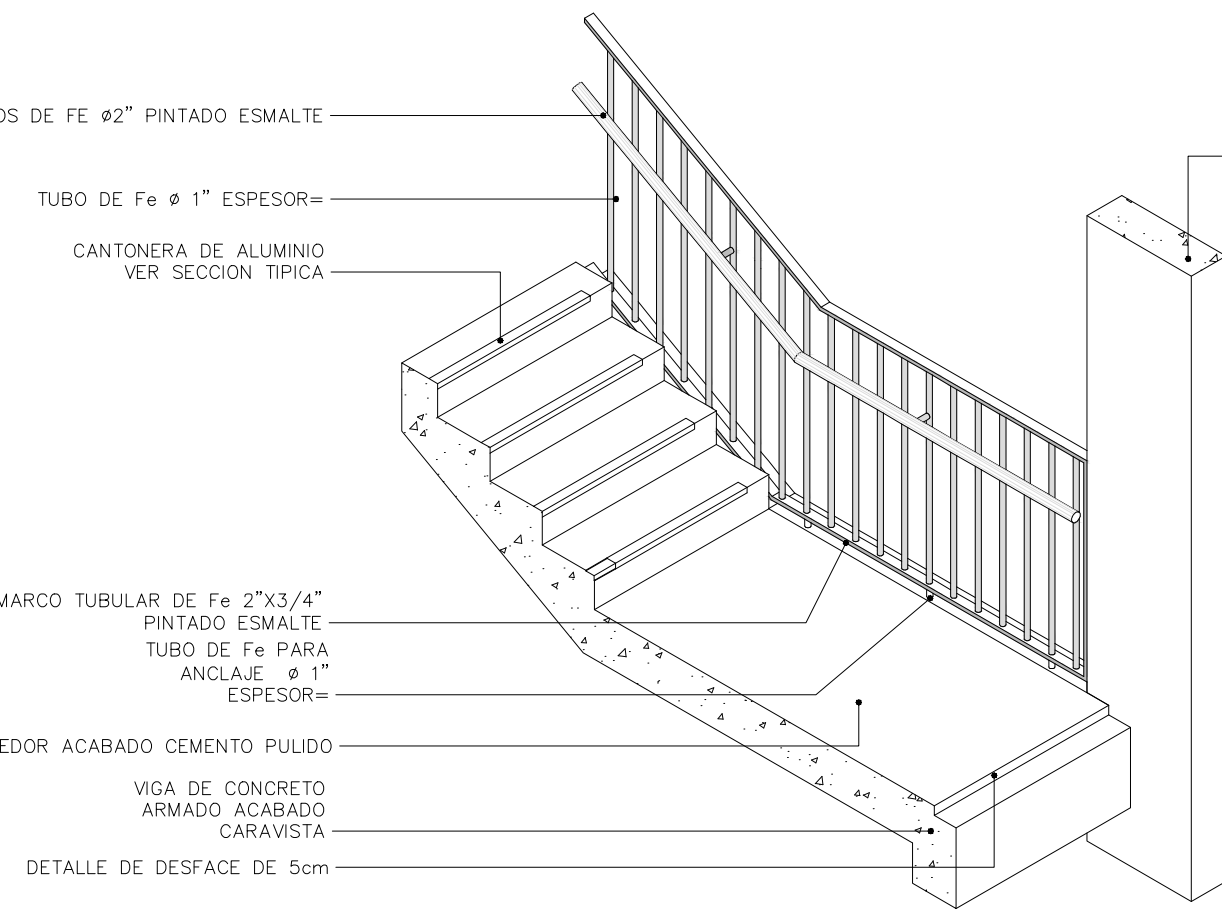 OS DE FE ø2” PINTADO ESMALTE
TUBO DE Fe ø 1” ESPESOR=
CANTONERA DE ALUMINIO
VER SECCION TIPICA
MARCO TUBULAR DE Fe 2”X3/4”
PINTADO ESMALTE
TUBO DE Fe PARA
ANCLAJE ø 1”
ESPESOR=
EDOR ACABADO CEMENTO PULIDO
VIGA DE CONCRETO
ARMADO ACABADO
CARAVISTA
DETALLE DE DESFACE DE 5cm